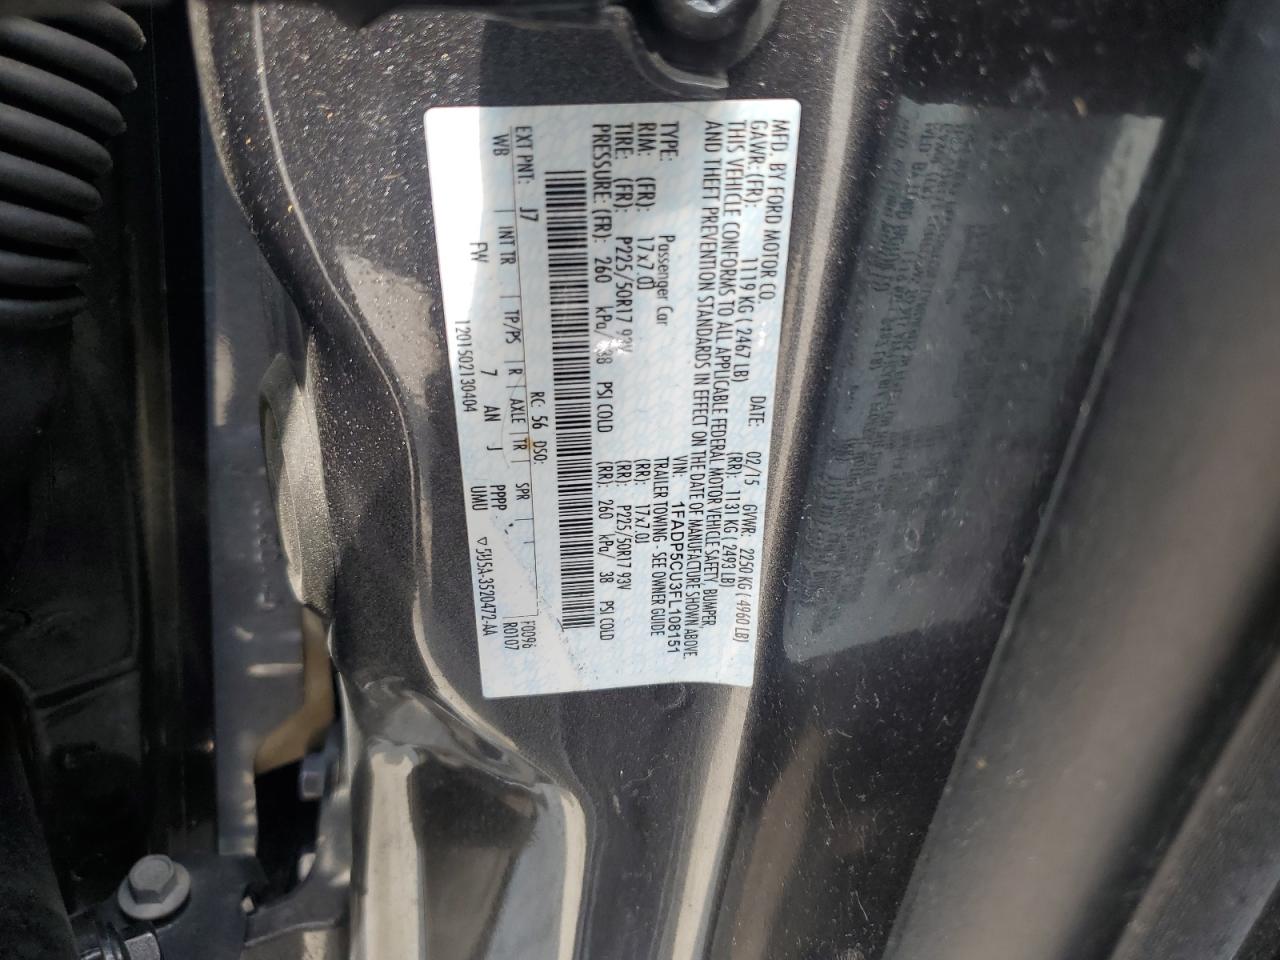 MFD. BY FORD MOTOR CO.
DATE: 02/15 GVWR: 2250 KG ( 4960 LB)
GAWR: (FR): 1119 KG ( 2467 LB) (RR): 1131 KG ( 2493 LB)
THIS VEHICLE CONFORMS TO ALL APPLICABLE FEDERAL MOTOR VEHICLE SAFETY, BUMPER,
AND THEFT PREVENTION STANDARDS IN EFFECT ON THE DATE OF MANUFACTURE SHOWN ABOVE.
VIN: 1FADP5CU3FL108151
TYPE: Passenger Car TRAILER TOWING - SEE OWNER GUIDE
RIM: (FR): 17x7.0J (RR): 17x7.0J
TIRE: (FR): P225/50R17 93V (RR): P225/50R17 93V
PRESSURE: (FR): 260 kPa/ 38 PSI COLD (RR): 260 kPa/ 38 PSI COLD
RC: 56 DSO: F0096
EXT PNT: J7 R0107
WB INT TR TP/PS R AXLE TR SPR
FW 7 AN J PPPP
UMU
1201502130404 5U5A-3520472-AA